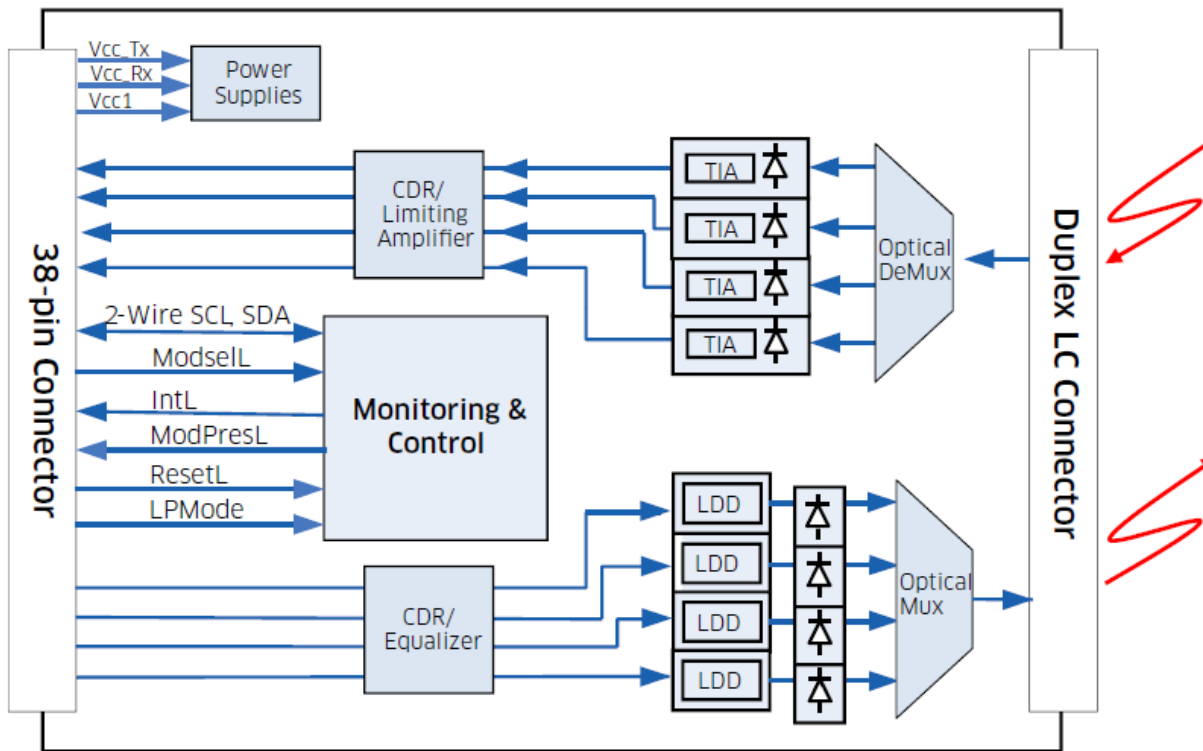 Vcc_Tx
Vcc_Rx
Vcc1
Power
Supplies
CDR/
Limiting
Amplifier
TIA
TIA
TIA
TIA
Optical
DeMux
38-pin Connector
Duplex LC Connector
2-Wire SCL, SDA
ModselL
IntL
ModPresL
ResetL
LPMode
Monitoring &
Control
CDR/
Equalizer
LDD
LDD
LDD
LDD
Optical
Mux